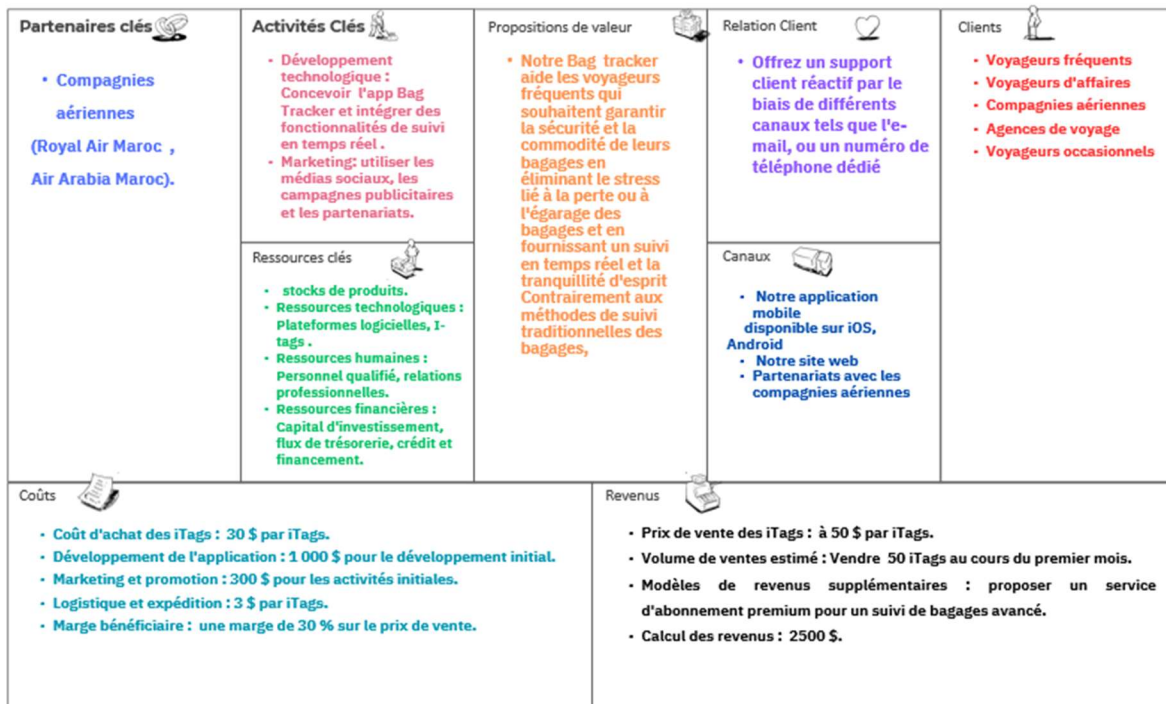 Partenaires clés
• Compagnies
aériennes
(Royal Air Maroc ,
Air Arabia Maroc).
Activités Clés
• Développement
technologique :
Concevoir l'app Bag
Tracker et intégrer des
fonctionnalités de suivi
en temps réel .
• Marketing: utiliser les
médias sociaux, les
campagnes publicitaires
et les partenariats.
Ressources clés
• stocks de produits.
• Ressources technologiques :
Plateformes logicielles, I-
tags .
• Ressources humaines :
Personnel qualifié, relations
professionnelles.
• Ressources financières :
Capital d'investissement,
flux de trésorerie, crédit et
financement.
Propositions de valeur
• Notre Bag tracker
aide les voyageurs
fréquents qui
souhaitent garantir
la sécurité et la
commodité de leurs
bagages en
éliminant le stress
lié à la perte ou à
l'égarage des
bagages et en
fournissant un suivi
en temps réel et la
tranquillité d'esprit
Contrairement aux
méthodes de suivi
traditionnelles des
bagages,
Relation Client
• Offrez un support
client réactif par le
biais de différents
canaux tels que l'e-
mail, ou un numéro de
téléphone dédié
Canaux
• Notre application
mobile
disponible sur iOS,
Android
• Notre site web
• Partenariats avec les
compagnies aériennes
Clients
• Voyageurs fréquents
• Voyageurs d'affaires
• Compagnies aériennes
• Agences de voyage
• Voyageurs occasionnels
Coûts
• Coût d'achat des iTags : 30 $ par iTags.
• Développement de l'application : 1 000 $ pour le développement initial.
• Marketing et promotion : 300 $ pour les activités initiales.
• Logistique et expédition : 3 $ par iTags.
• Marge bénéficiaire : une marge de 30 % sur le prix de vente.
Revenus
• Prix de vente des iTags : à 50 $ par iTags.
• Volume de ventes estimé : Vendre 50 iTags au cours du premier mois.
• Modèles de revenus supplémentaires : proposer un service
d'abonnement premium pour un suivi de bagages avancé.
• Calcul des revenus : 2500 $.